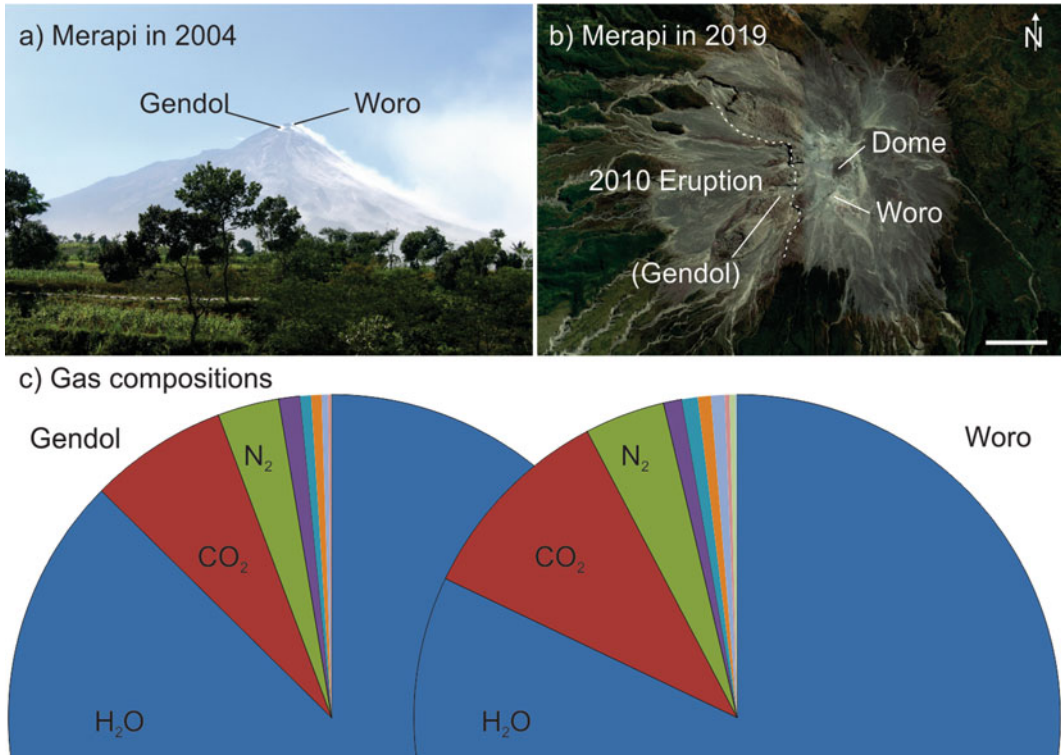 a) Merapi in 2004
Gendol
Woro
b) Merapi in 2019
N
Dome
2010 Eruption
Woro
(Gendol)
c) Gas compositions
Gendol
N₂
CO₂
H₂O
Woro
N₂
CO₂
H₂O